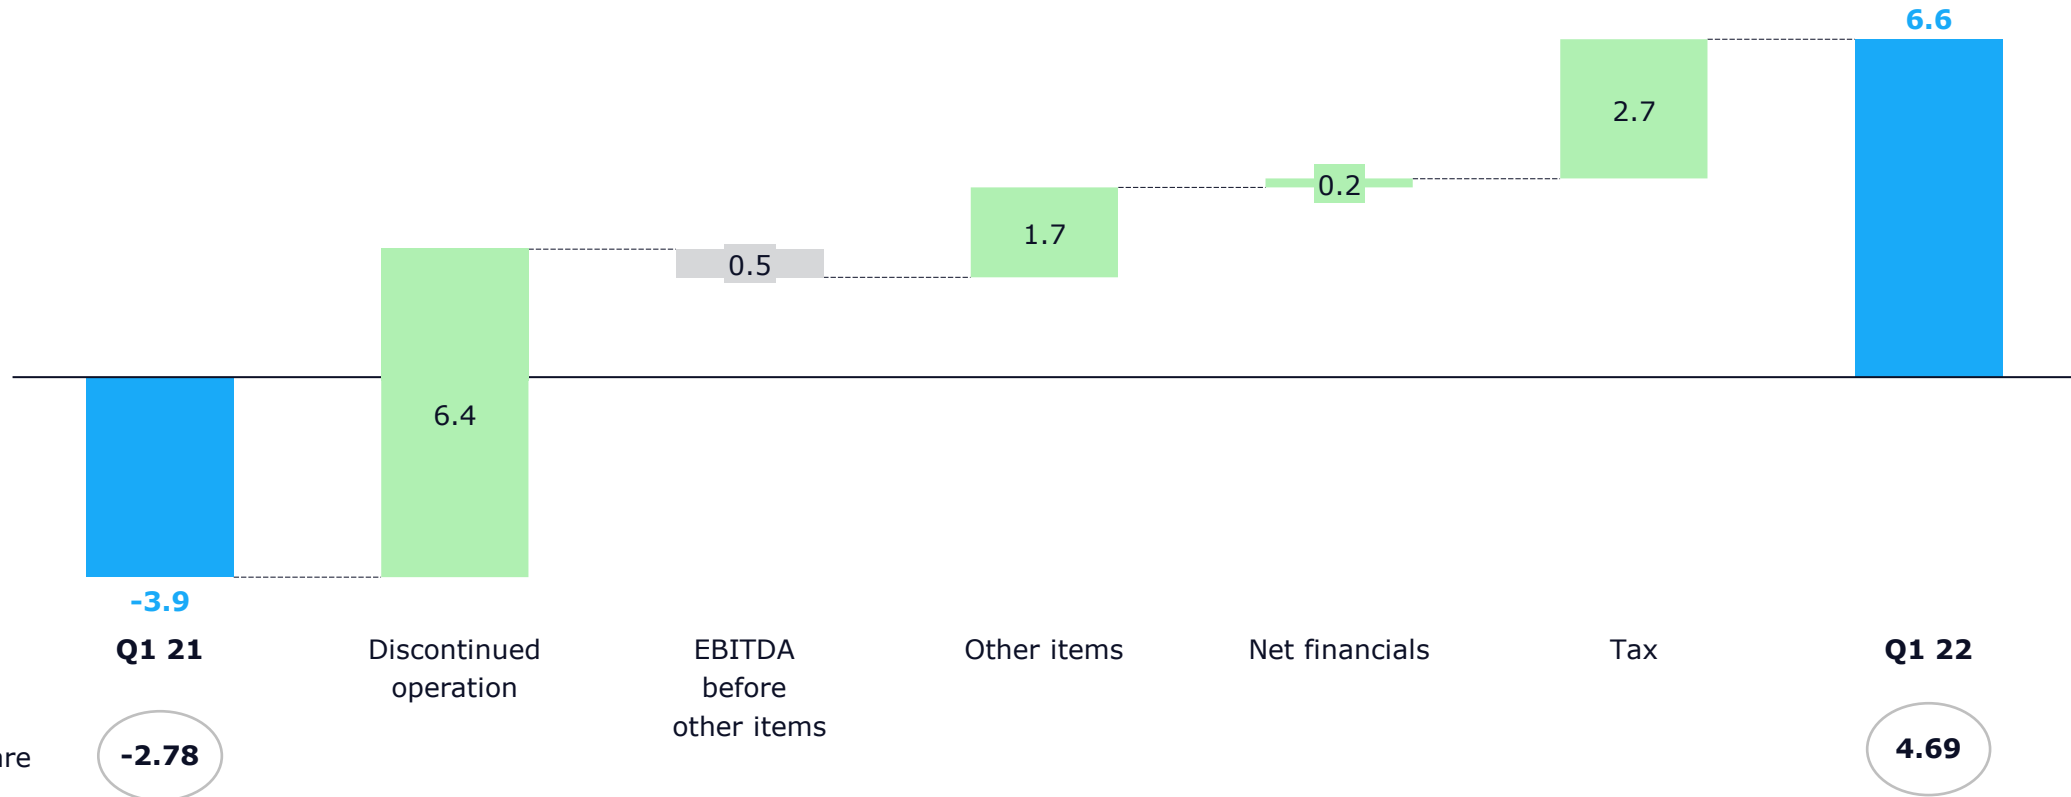 6.6
2.7
0.2
1.7
0.5
6.4
-3.9
Q1 21
Discontinued
operation
EBITDA
before
other items
Other items
Net financials
Tax
Q1 22
-2.78
4.69